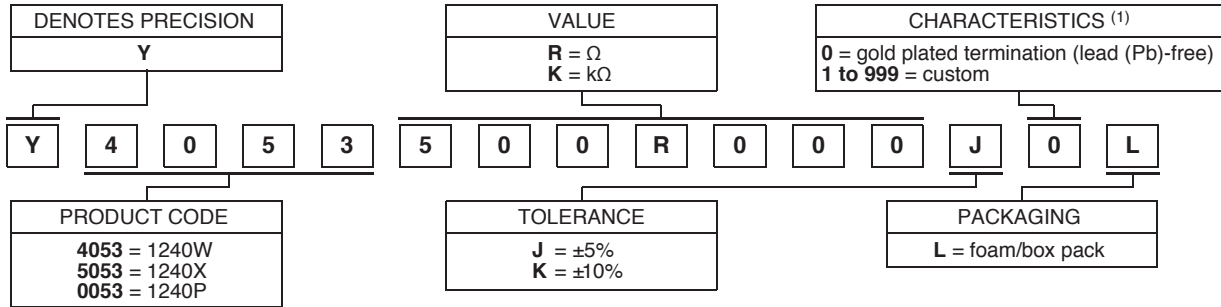 DENOTES PRECISION
Y
VALUE
R = Ω
K = kΩ
CHARACTERISTICS (1)
0 = gold plated termination (lead (Pb)-free)
1 to 999 = custom
Y 4 0 5 3 5 0 0 R 0 0 0 J 0 L
PRODUCT CODE
4053 = 1240W
5053 = 1240X
0053 = 1240P
TOLERANCE
J = ±5%
K = ±10%
PACKAGING
L = foam/box pack